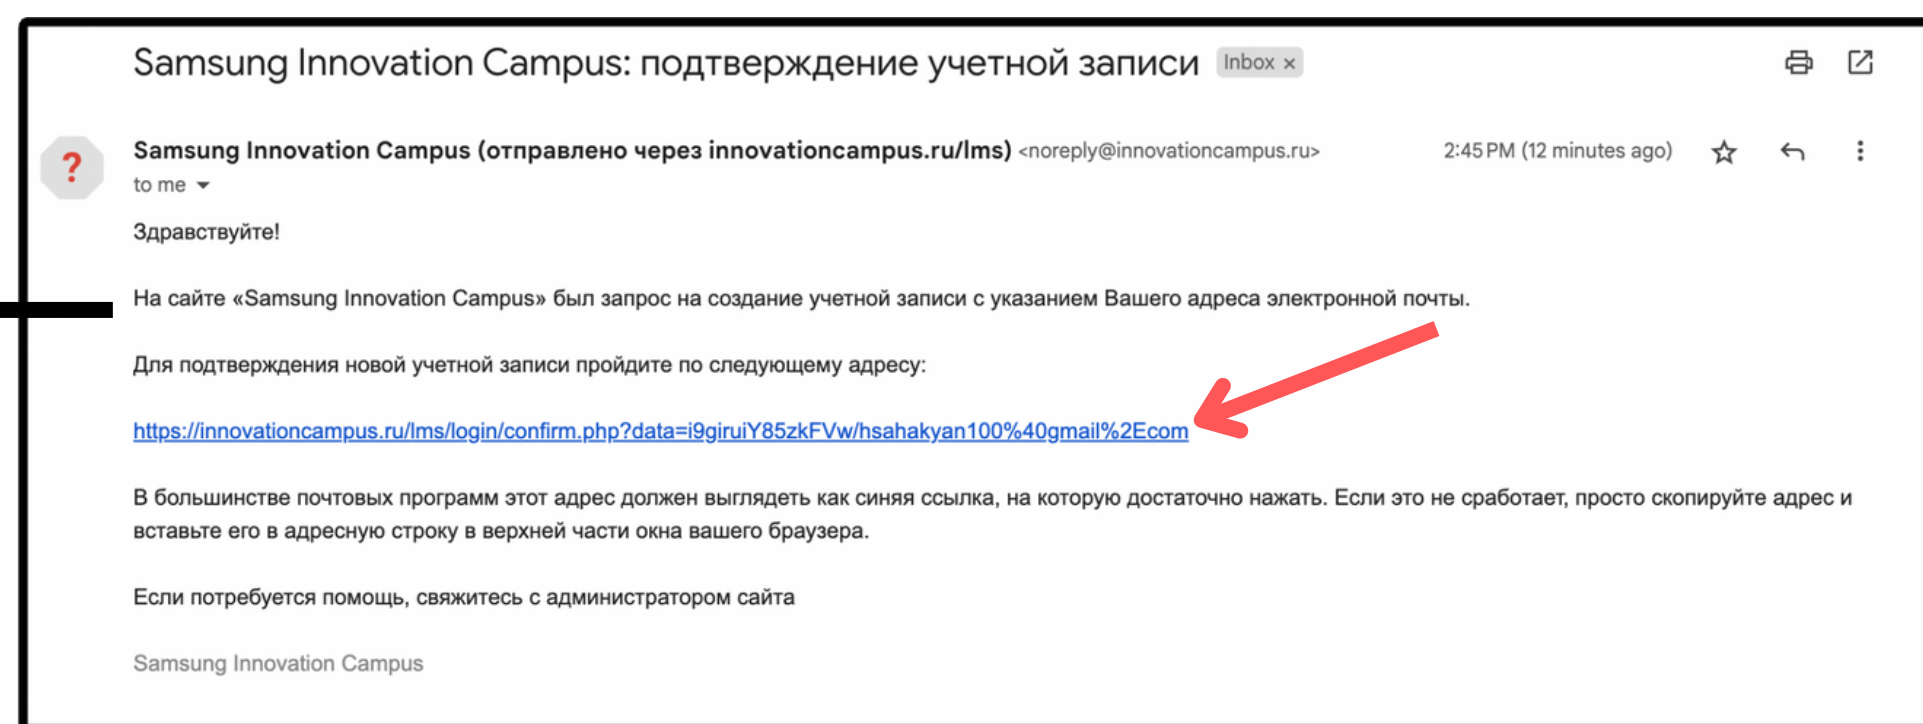 Samsung Innovation Campus: подтверждение учетной записи Inbox ×
Samsung Innovation Campus (отправлено через innovationcampus.ru/lms) <noreply@innovationcampus.ru> 2:45 PM (12 minutes ago)
to me
Здравствуйте!
На сайте «Samsung Innovation Campus» был запрос на создание учетной записи с указанием Вашего адреса электронной почты.
Для подтверждения новой учетной записи пройдите по следующему адресу:
https://innovationcampus.ru/lms/login/confirm.php?data=i9giruiY85zkFVw/hsahakyan100%40gmail%2Ecom
В большинстве почтовых программ этот адрес должен выглядеть как синяя ссылка, на которую достаточно нажать. Если это не сработает, просто скопируйте адрес и
вставьте его в адресную строку в верхней части окна вашего браузера.
Если потребуется помощь, свяжитесь с администратором сайта
Samsung Innovation Campus